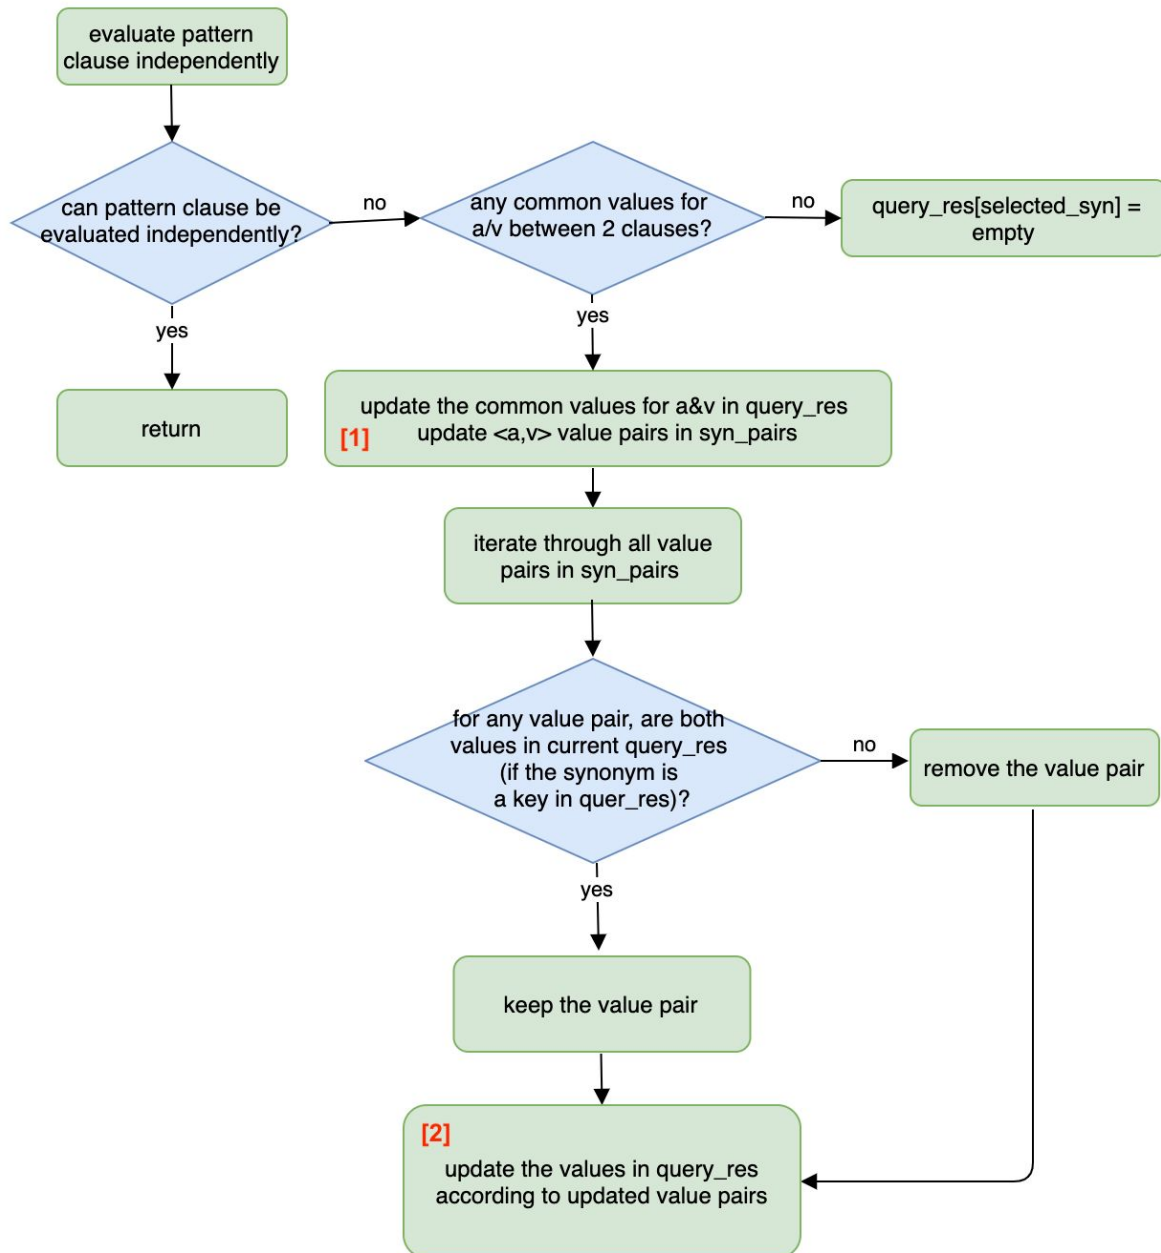 evaluate pattern
clause independently
can pattern clause be
evaluated independently?
no
any common values for
a/v between 2 clauses?
no
query_res[selected_syn] =
empty
yes
return
yes
update the common values for a&v in query_res
[1] update <a,v> value pairs in syn_pairs
iterate through all value
pairs in syn_pairs
for any value pair, are both
values in current query_res
(if the synonym is
a key in quer_res)?
no
remove the value pair
yes
keep the value pair
[2]
update the values in query_res
according to updated value pairs